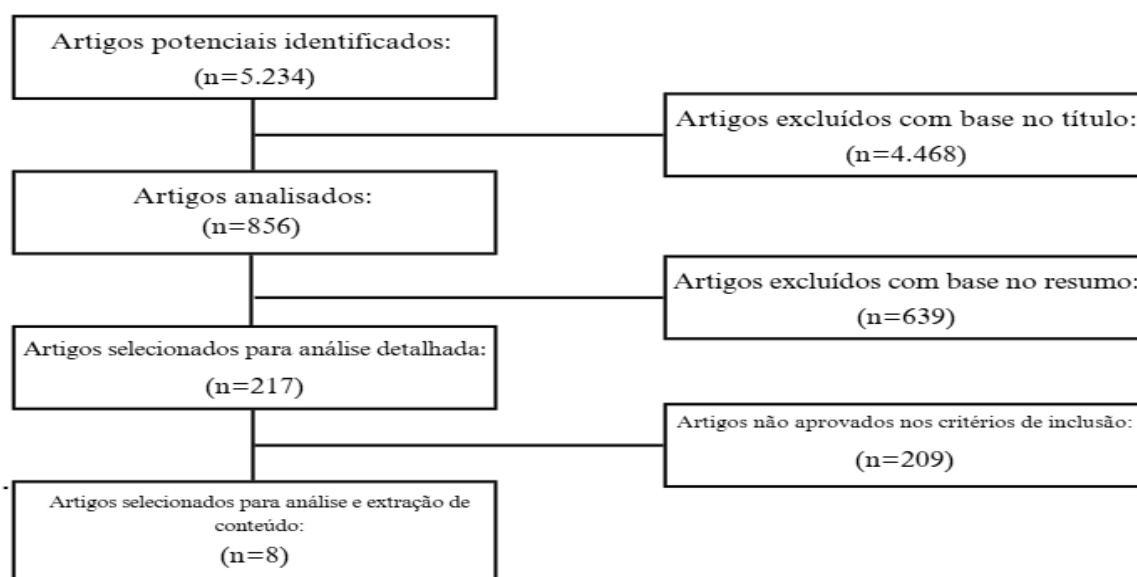 Artigos potenciais identificados:
(n=5.234)
Artigos excluídos com base no título:
(n=4.468)
Artigos analisados:
(n=856)
Artigos excluídos com base no resumo:
(n=639)
Artigos selecionados para análise detalhada:
(n=217)
Artigos não aprovados nos critérios de inclusão:
(n=209)
Artigos selecionados para análise e extração de
conteúdo:
(n=8)